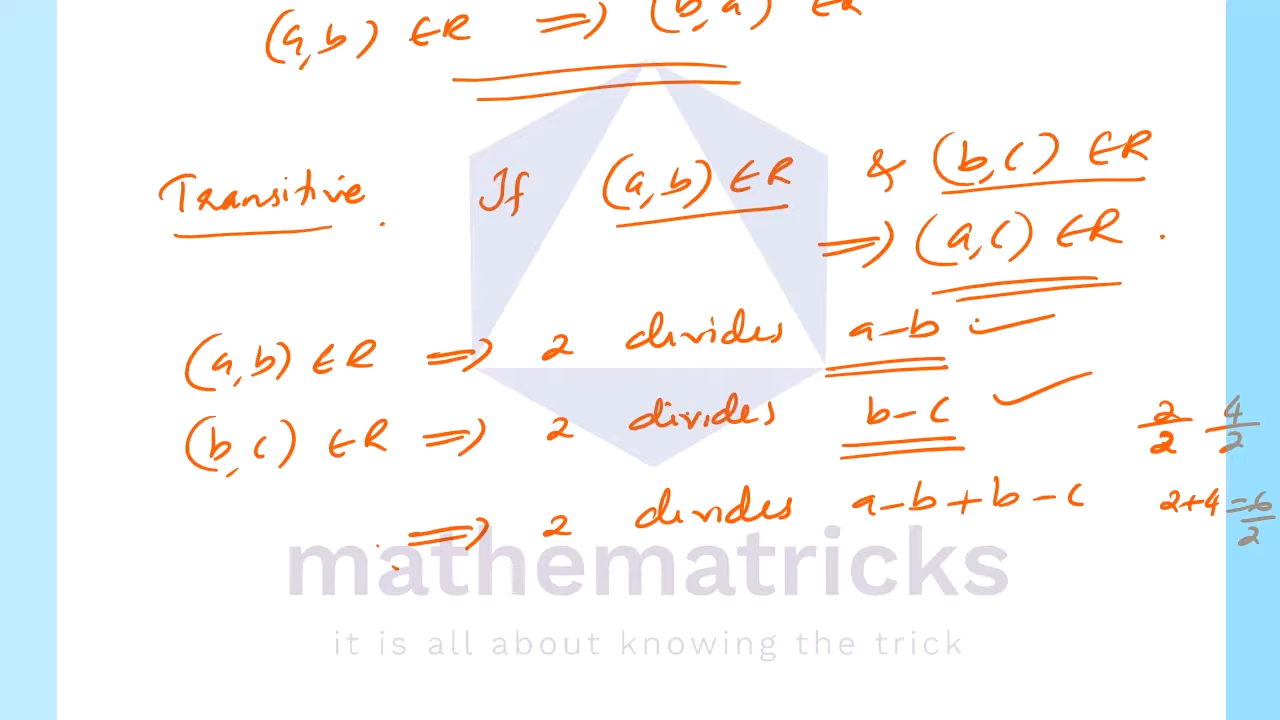 (a,b) ∈R ⟹ (b,a) ∈R
Transitive. If (a,b) ∈R & (b,c) ∈R
⟹ (a,c) ∈R.
(a,b) ∈R ⟹ 2 divides a-b
(b,c) ∈R ⟹ 2 divides b-c
2/2 4/2
⟹ 2 divides a-b+b-c
2+4=6/2
mathematricks
it is all about knowing the trick